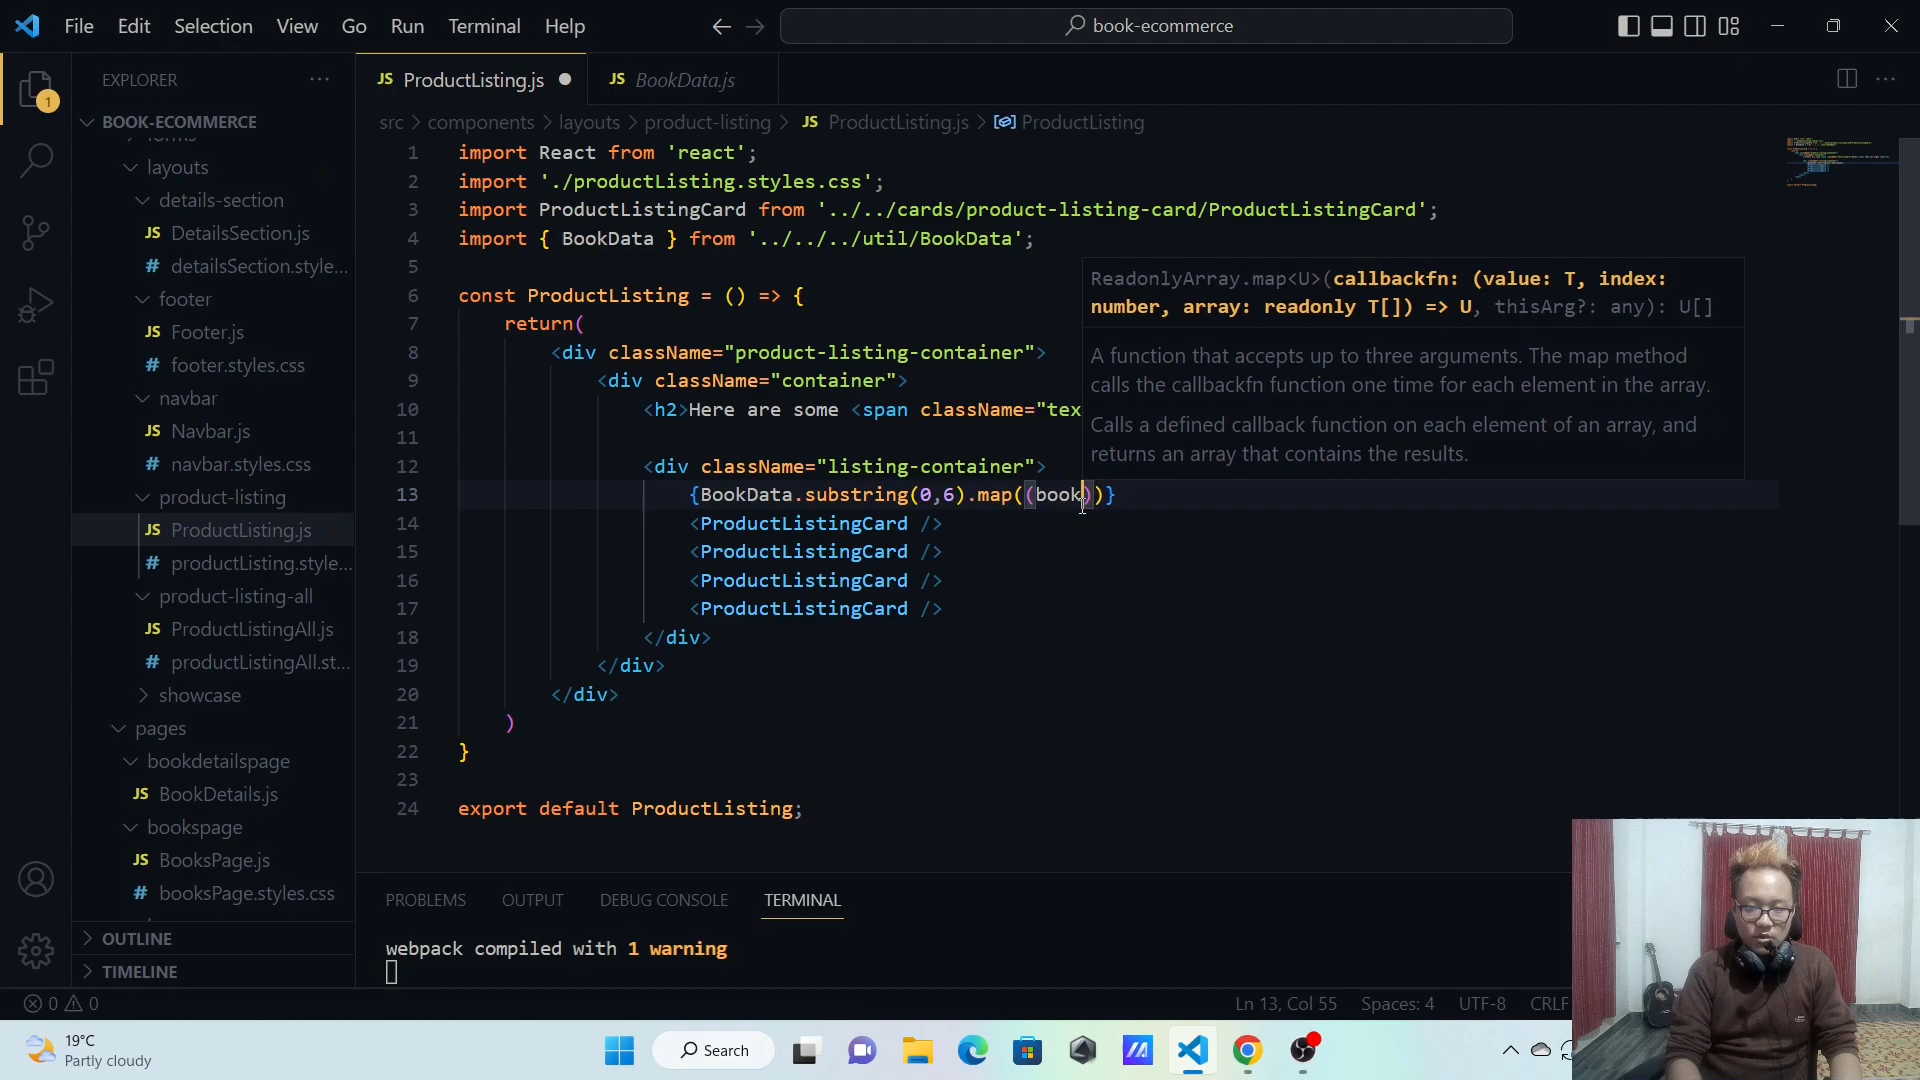 File Edit Selection View Go Run Terminal Help
book-ecommerce
EXPLORER
JS ProductListing.js
JS BookData.js
1
BOOK-ECOMMERCE
src > components > layouts > product-listing > JS ProductListing.js > ProductListing
layouts
details-section
JS DetailsSection.js
# detailsSection.style...
footer
JS Footer.js
# footer.styles.css
navbar
JS Navbar.js
# navbar.styles.css
product-listing
JS ProductListing.js
# productListing.style...
product-listing-all
JS ProductListingAll.js
# productListingAll.st...
showcase
pages
bookdetailspage
JS BookDetails.js
bookspage
JS BooksPage.js
# booksPage.styles.css
OUTLINE
TIMELINE
1 import React from 'react';
2 import './productListing.styles.css';
3 import ProductListingCard from '../../cards/product-listing-card/ProductListingCard';
4 import { BookData } from '../../../util/BookData';
5
6 const ProductListing = () => {
7 return(
8 <div className="product-listing-container">
9 <div className="container">
10 <h2>Here are some <span className="tex
11
12 <div className="listing-container">
13 {BookData.substring(0,6).map((book))}
14 <ProductListingCard />
15 <ProductListingCard />
16 <ProductListingCard />
17 <ProductListingCard />
18 </div>
19 </div>
20 </div>
21 )
22 }
23
24 export default ProductListing;
ReadonlyArray.map<U>(callbackfn: (value: T, index:
number, array: readonly T[]) => U, thisArg?: any): U[]
A function that accepts up to three arguments. The map method
calls the callbackfn function one time for each element in the array.
Calls a defined callback function on each element of an array, and
returns an array that contains the results.
PROBLEMS OUTPUT DEBUG CONSOLE TERMINAL
webpack compiled with 1 warning
0 0
Ln 13, Col 55 Spaces: 4 UTF-8 CRLF
19°C
Partly cloudy
Search